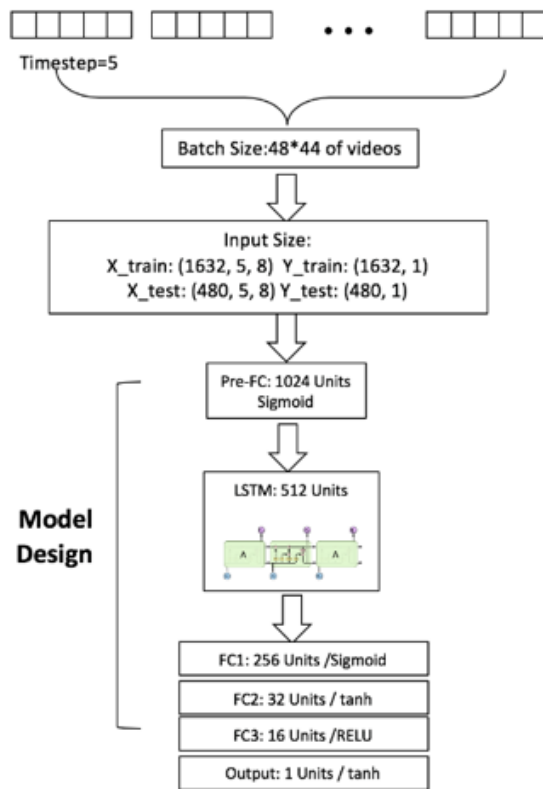 Timestep=5
Batch Size:48*44 of videos
Input Size:
X_train: (1632, 5, 8) Y_train: (1632, 1)
X_test: (480, 5, 8) Y_test: (480, 1)
Pre-FC: 1024 Units
Sigmoid
LSTM: 512 Units
A A
Model
Design
FC1: 256 Units /Sigmoid
FC2: 32 Units / tanh
FC3: 16 Units /RELU
Output: 1 Units / tanh